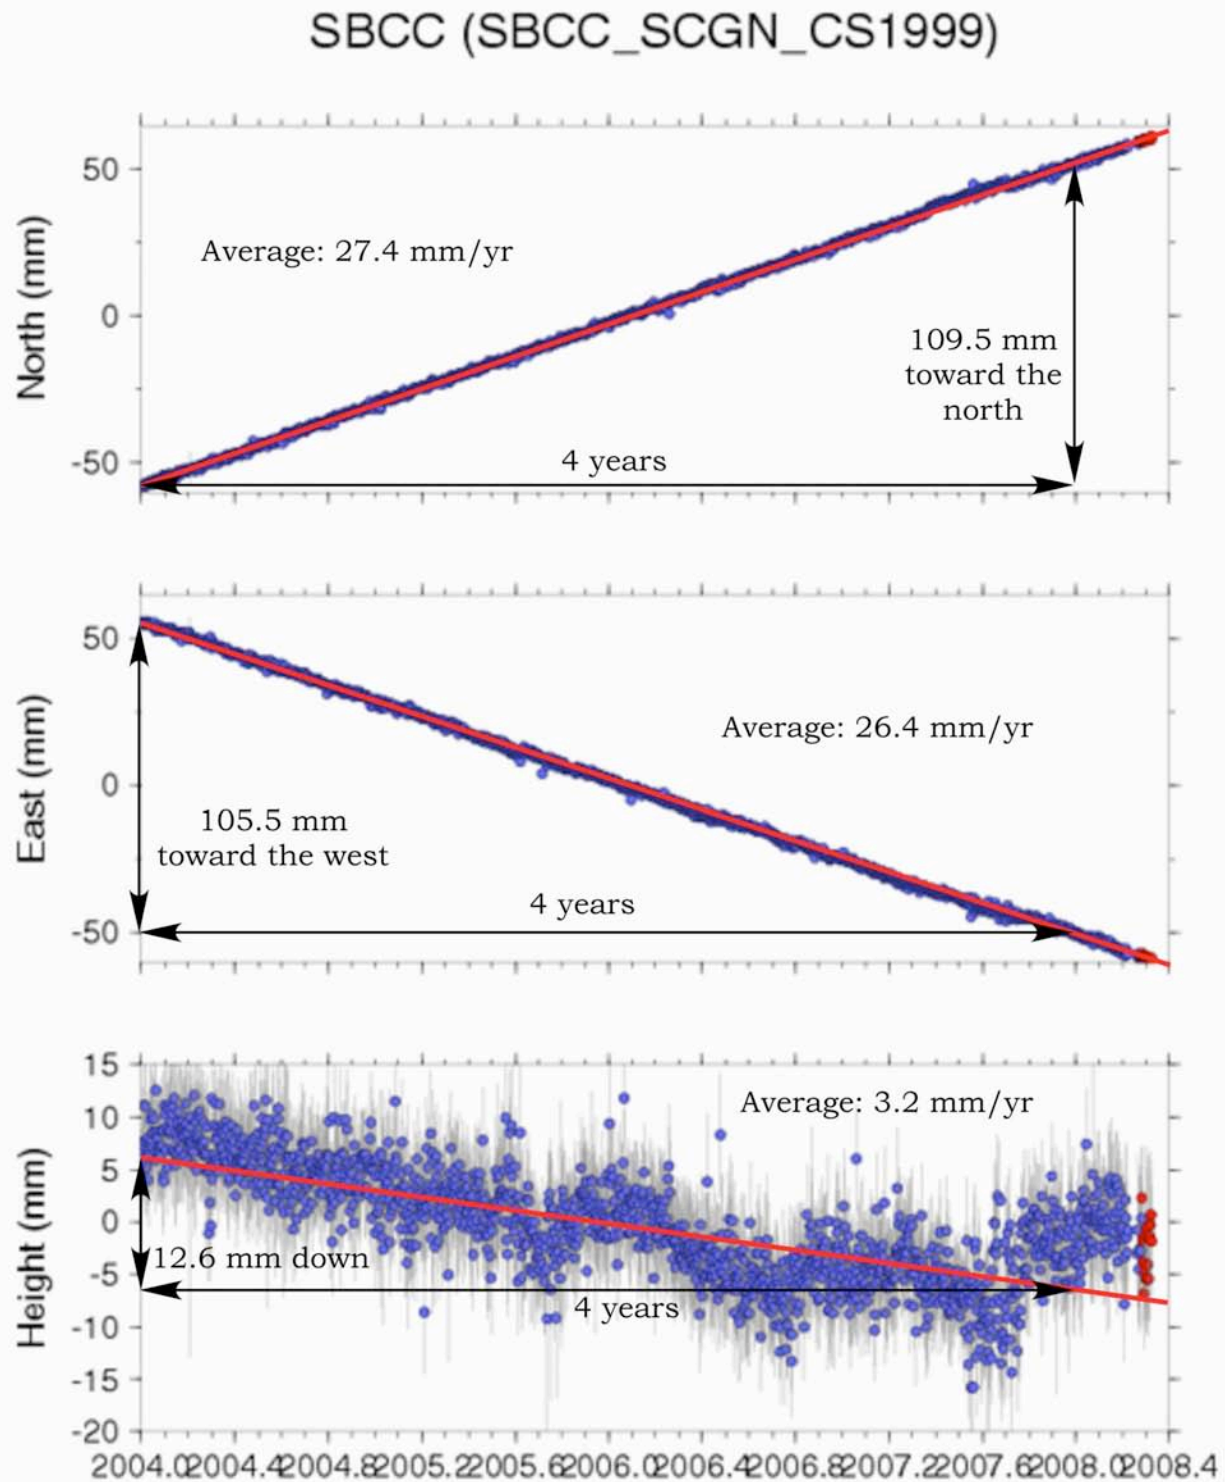 SBCC (SBCC_SCGN_CS1999)
50
0
-50
North (mm)
Average: 27.4 mm/yr
109.5 mm
toward the
north
4 years
50
0
-50
East (mm)
Average: 26.4 mm/yr
105.5 mm
toward the west
4 years
15
10
5
0
-5
-10
-15
-20
Height (mm)
Average: 3.2 mm/yr
12.6 mm down
4 years
2004.0 2004.4 2004.8 2005.2 2005.6 2006.0 2006.4 2006.8 2007.2 2007.6 2008.0 2008.4